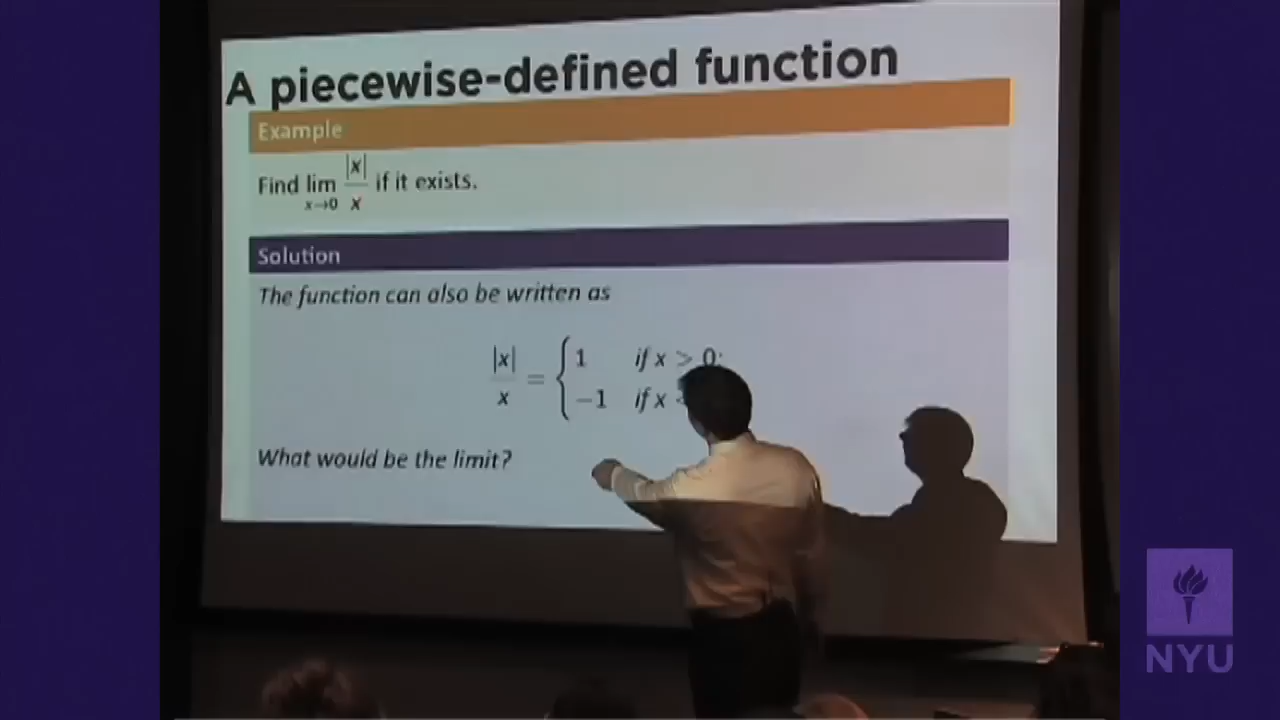 A piecewise-defined function
Example
Find lim x→0 |x|/x if it exists.
Solution
The function can also be written as
|x|/x = { 1 if x > 0;
−1 if x
What would be the limit?
NYU